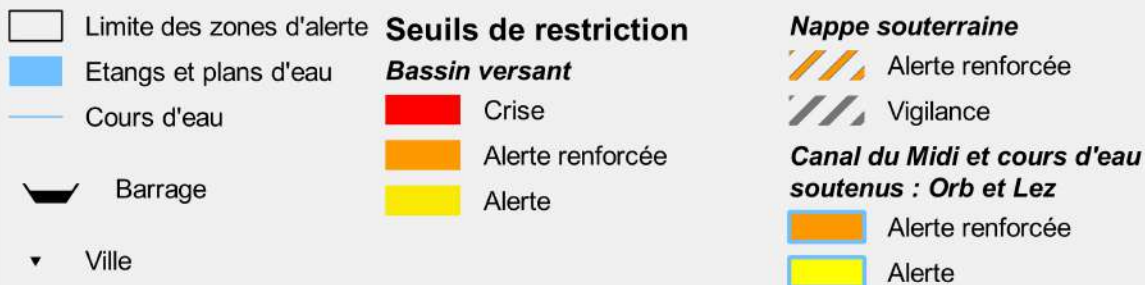 Limite des zones d'alerte
Etangs et plans d'eau
Cours d'eau
Barrage
Ville
Seuils de restriction
Bassin versant
Crise
Alerte renforcée
Alerte
Nappe souterraine
Alerte renforcée
Vigilance
Canal du Midi et cours d'eau
soutenus : Orb et Lez
Alerte renforcée
Alerte